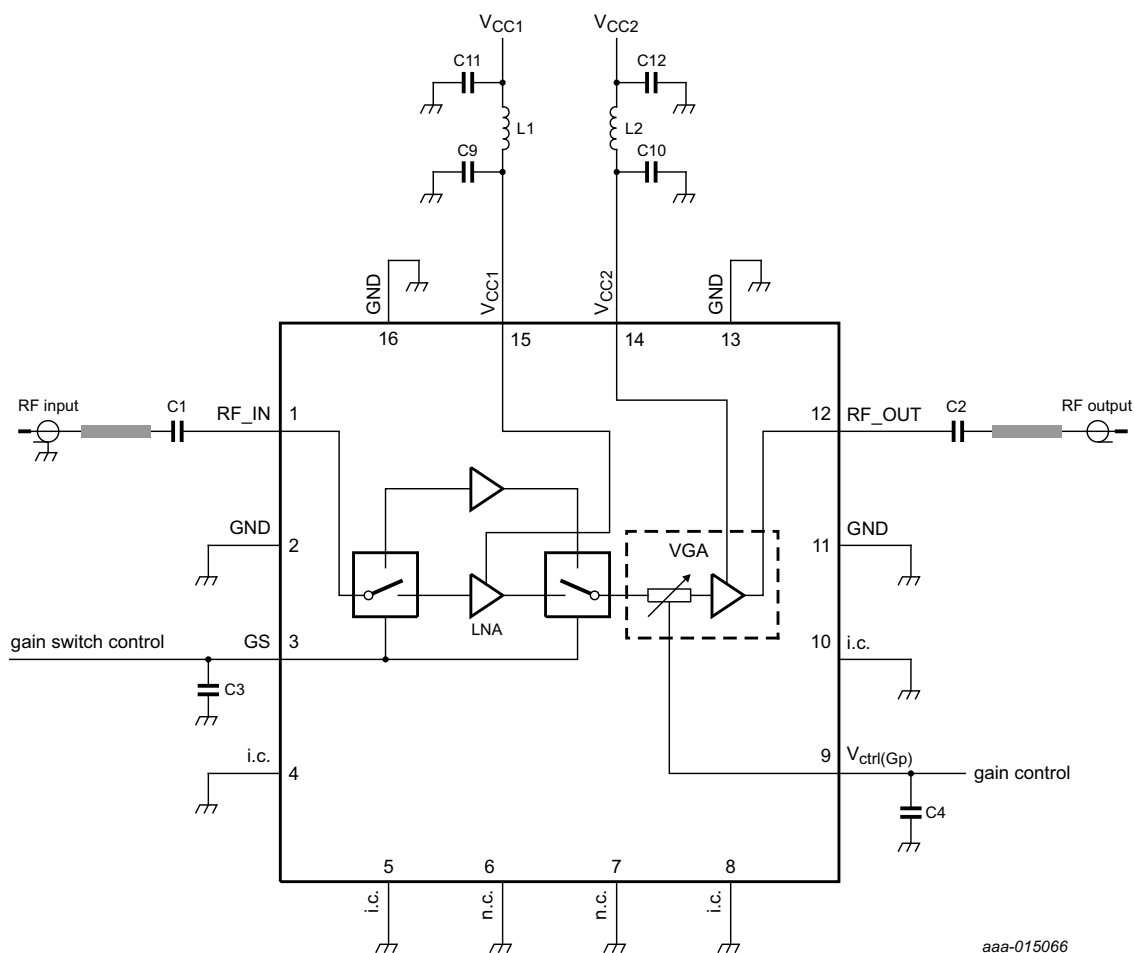 VCC1
VCC2
C11
C12
L1
L2
C9
C10
GND
VCC1
VCC2
GND
16
15
14
13
RF input
C1
RF_IN
1
12
RF_OUT
C2
RF output
GND
2
VGA
11
GND
LNA
gain switch control
GS
3
10
i.c.
C3
i.c.
4
9
Vctrl(Gp)
gain control
C4
5
6
7
8
i.c.
n.c.
n.c.
i.c.
aaa-015066